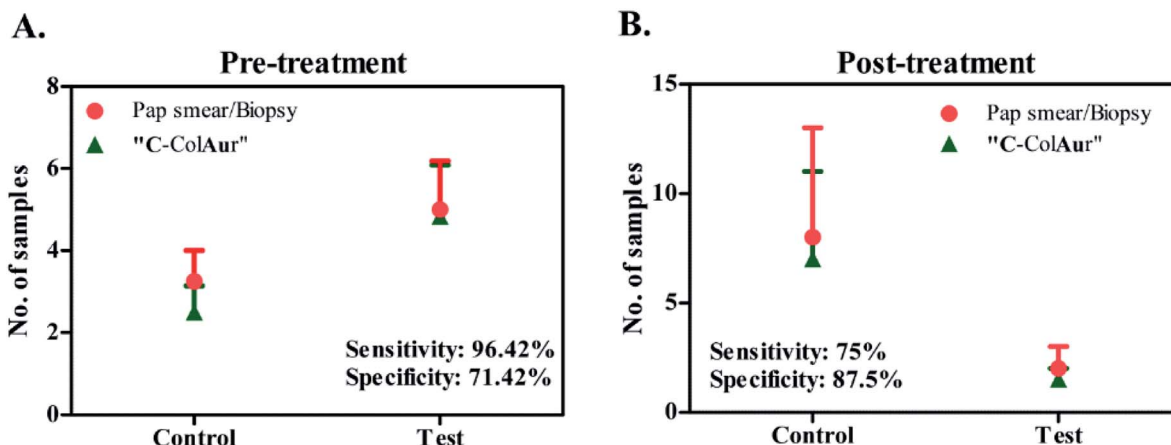 A.
Pre-treatment
No. of samples
8
6
4
2
0
Pap smear/Biopsy
"C-ColAur"
Sensitivity: 96.42%
Specificity: 71.42%
Control Test
B.
Post-treatment
No. of samples
15
10
5
0
Pap smear/Biopsy
"C-ColAur"
Sensitivity: 75%
Specificity: 87.5%
Control Test